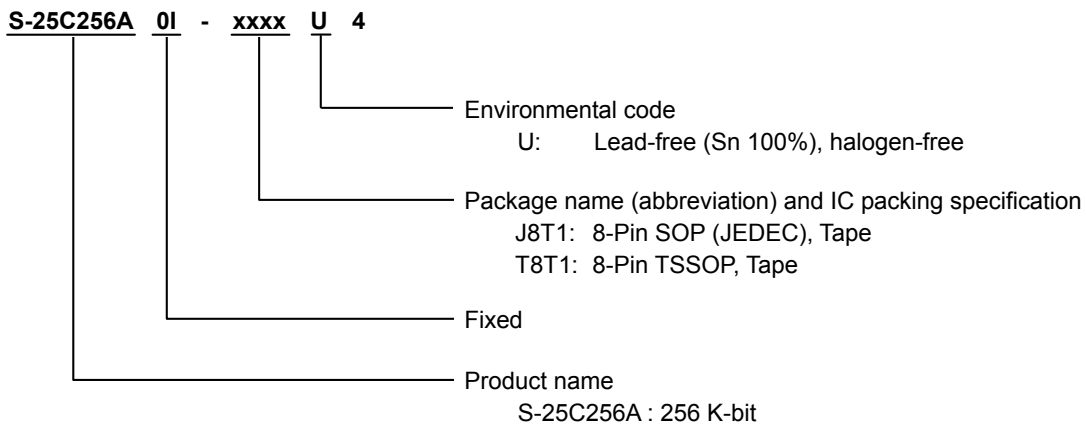 S-25C256A 0I - xxxx U 4
Environmental code
U: Lead-free (Sn 100%), halogen-free
Package name (abbreviation) and IC packing specification
J8T1: 8-Pin SOP (JEDEC), Tape
T8T1: 8-Pin TSSOP, Tape
Fixed
Product name
S-25C256A : 256 K-bit